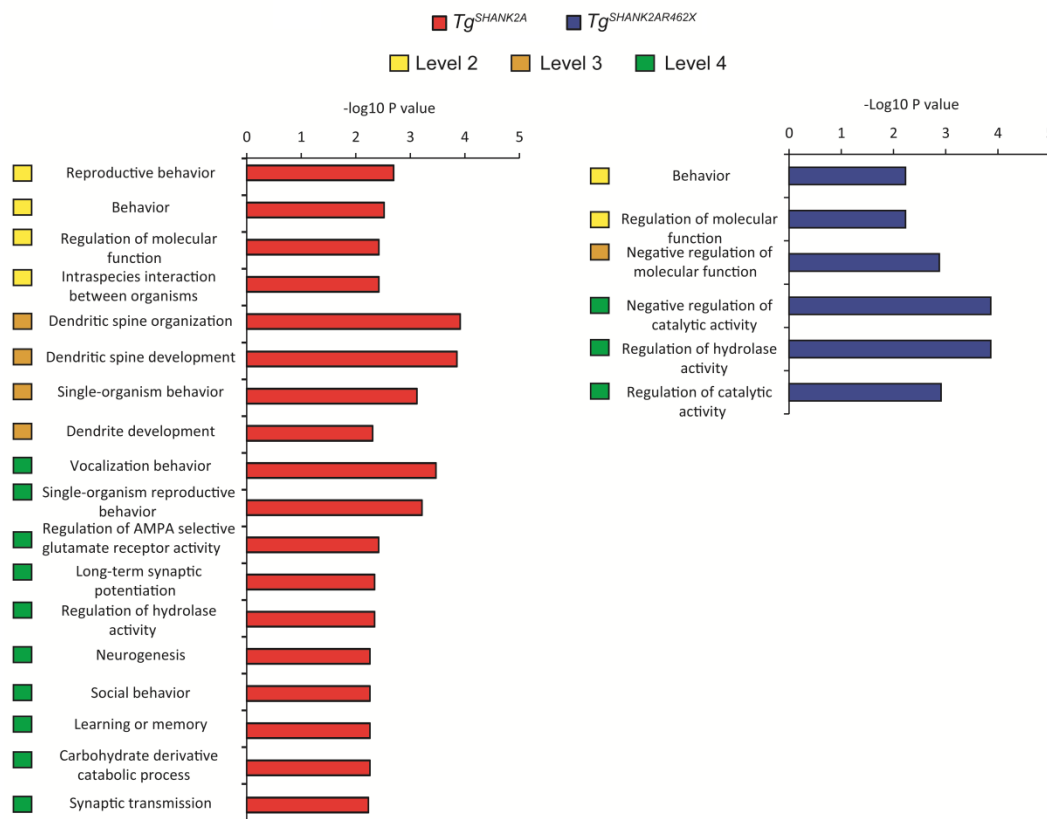 Tg^SHANK2A Tg^SHANK2AR462X
Level 2 Level 3 Level 4
-log10 P value
0 1 2 3 4 5
Reproductive behavior
Behavior
Regulation of molecular
function
Intraspecies interaction
between organisms
Dendritic spine organization
Dendritic spine development
Single-organism behavior
Dendrite development
Vocalization behavior
Single-organism reproductive
behavior
Regulation of AMPA selective
glutamate receptor activity
Long-term synaptic
potentiation
Regulation of hydrolase
activity
Neurogenesis
Social behavior
Learning or memory
Carbohydrate derivative
catabolic process
Synaptic transmission
-Log10 P value
0 1 2 3 4
Behavior
Regulation of molecular
function
Negative regulation of
molecular function
Negative regulation of
catalytic activity
Regulation of hydrolase
activity
Regulation of catalytic
activity